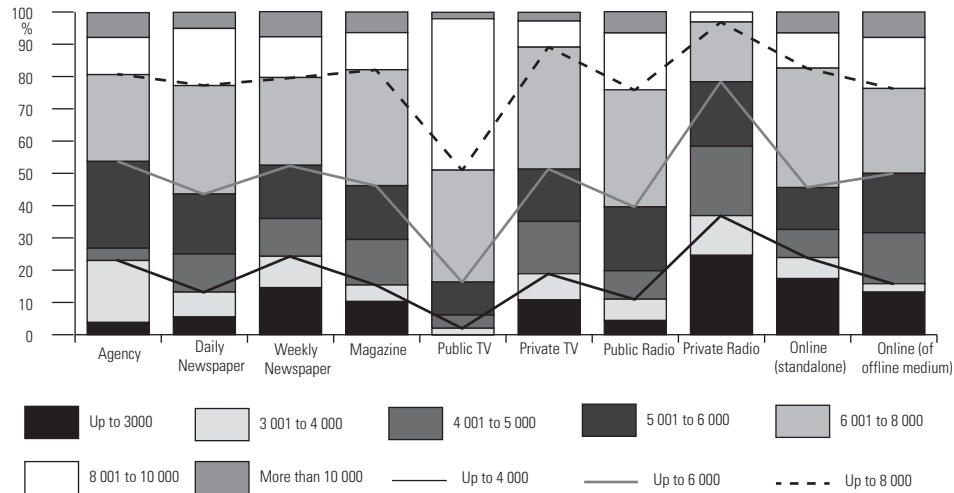 100
%
90
80
70
60
50
40
30
20
10
0
Agency
Daily
Newspaper
Weekly
Newspaper
Magazine
Public TV
Private TV
Public Radio
Private Radio
Online
(standalone)
Online (of
offline medium)
Up to 3000
3 001 to 4 000
4 001 to 5 000
5 001 to 6 000
6 001 to 8 000
8 001 to 10 000
More than 10 000
Up to 4 000
Up to 6 000
Up to 8 000